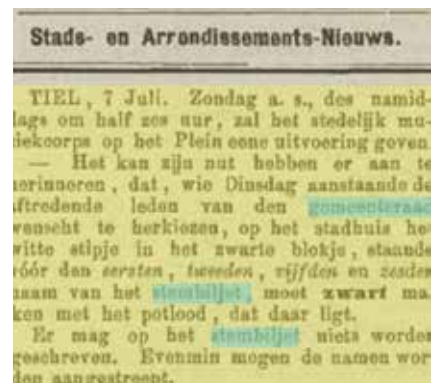 Stads- en Arrondissements-Nieuws.
TIEL, 7 Juli. Zondag a. s., des namid-
dags om half zes uur, zal het stedelijk mu-
ziekcorps op het Plein eene uitvoering geven.
— Het kan zijn nut hebben er aan te
herinneren, dat, wie Dinsdag aanstaande de
aftredende leden van den gemeenteraad
wenscht te herkiezen, op het stadhuis het
witte stipje in het zwarte blokje, staande
vóór den eersten, tweeden, vijfden en zesden
naam van het stembiljet, moet zwart ma-
ken met het potlood, dat daar ligt.
Er mag op het stembiljet niets worden
geschreven. Evenmin mogen de namen wor-
den aangestreept.